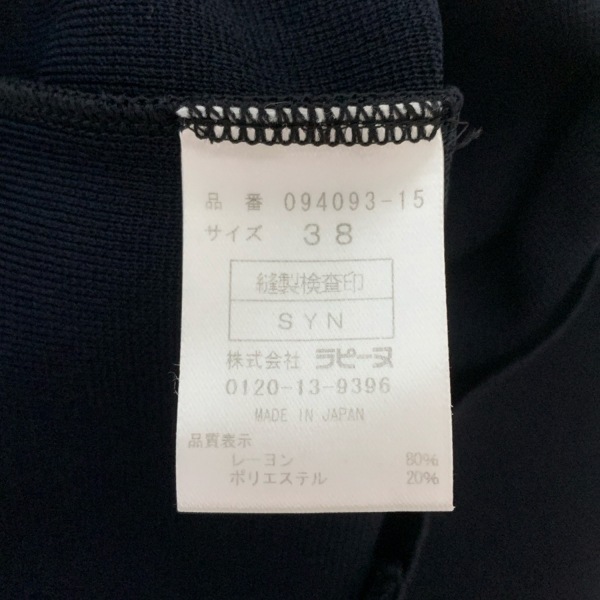 品 番 094093-15
サイズ 38
縫製検査印
SYN
株式会社 ラピーヌ
0120-13-9396
MADE IN JAPAN
品質表示
レーヨン 80%
ポリエステル 20%